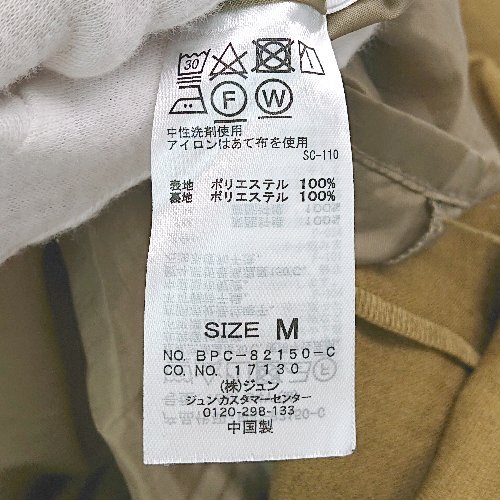 30
F W
中性洗剤使用
アイロンはあて布を使用
SC-110
表地 ポリエステル 100%
裏地 ポリエステル 100%
SIZE M
NO. BPC-82150-C
CO. NO. 17130
(株)ジュン
ジュンカスタマーセンター
0120-298-133
中国製